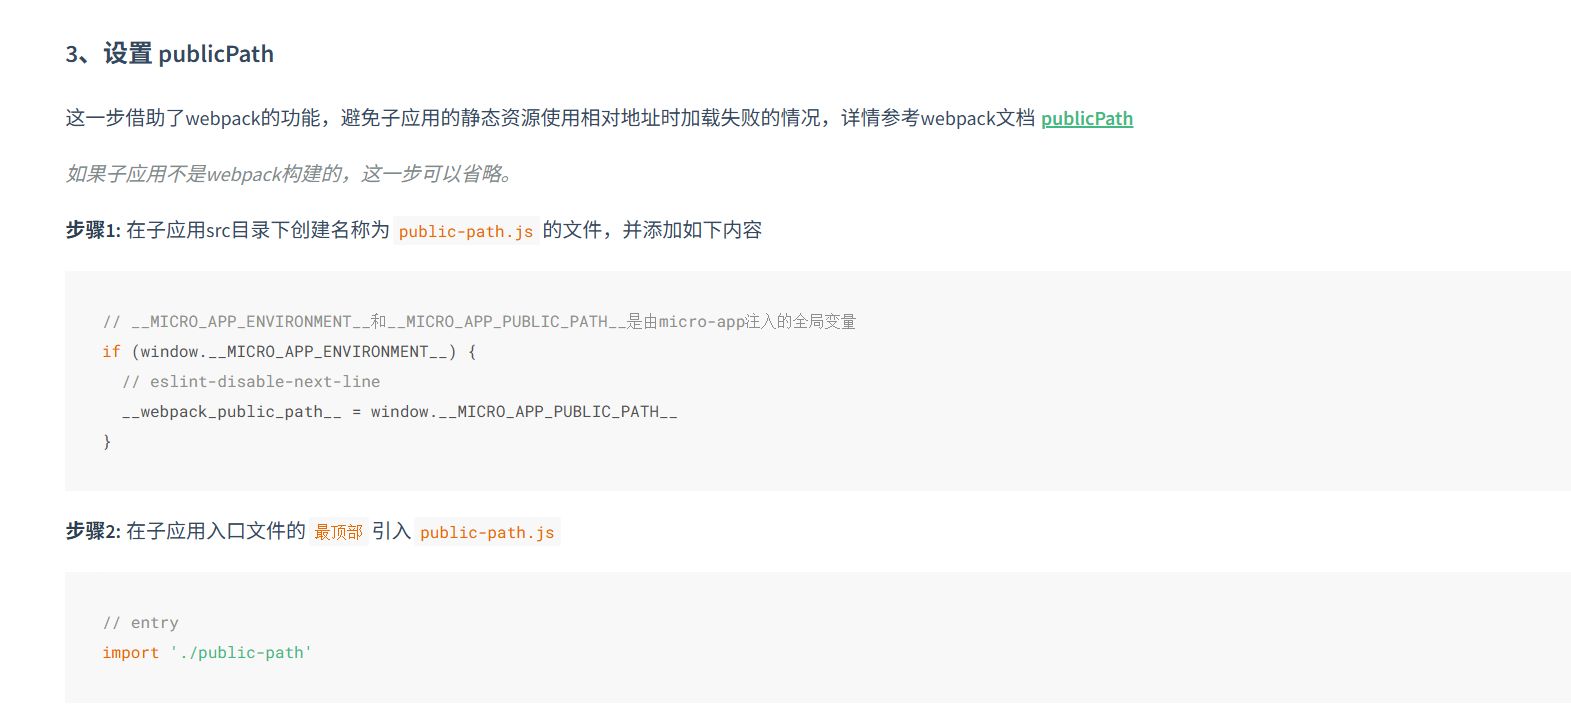 3、设置 publicPath
这一步借助了webpack的功能，避免子应用的静态资源使用相对地址时加载失败的情况，详情参考webpack文档 publicPath
如果子应用不是webpack构建的，这一步可以省略。
步骤1: 在子应用src目录下创建名称为 public-path.js 的文件，并添加如下内容
// __MICRO_APP_ENVIRONMENT__和__MICRO_APP_PUBLIC_PATH__是由micro-app注入的全局变量
if (window.__MICRO_APP_ENVIRONMENT__) {
// eslint-disable-next-line
__webpack_public_path__ = window.__MICRO_APP_PUBLIC_PATH__
}
步骤2: 在子应用入口文件的 最顶部 引入 public-path.js
// entry
import './public-path'